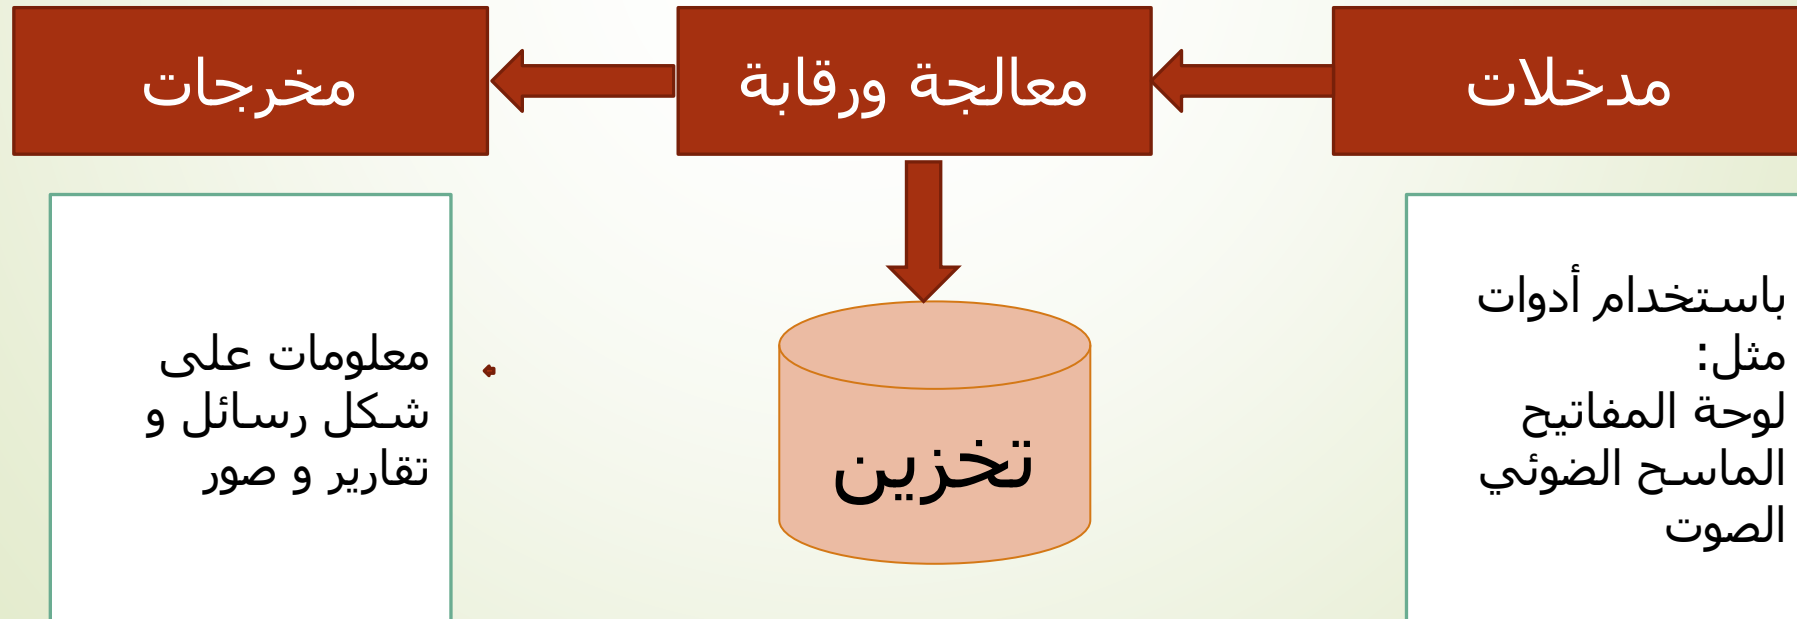 مدخلات
معالجة ورقابة
مخرجات
باستخدام أدوات
مثل:
لوحة المفاتيح
الماسح الضوئي
الصوت
تخزين
معلومات على
شكل رسائل و
تقارير و صور